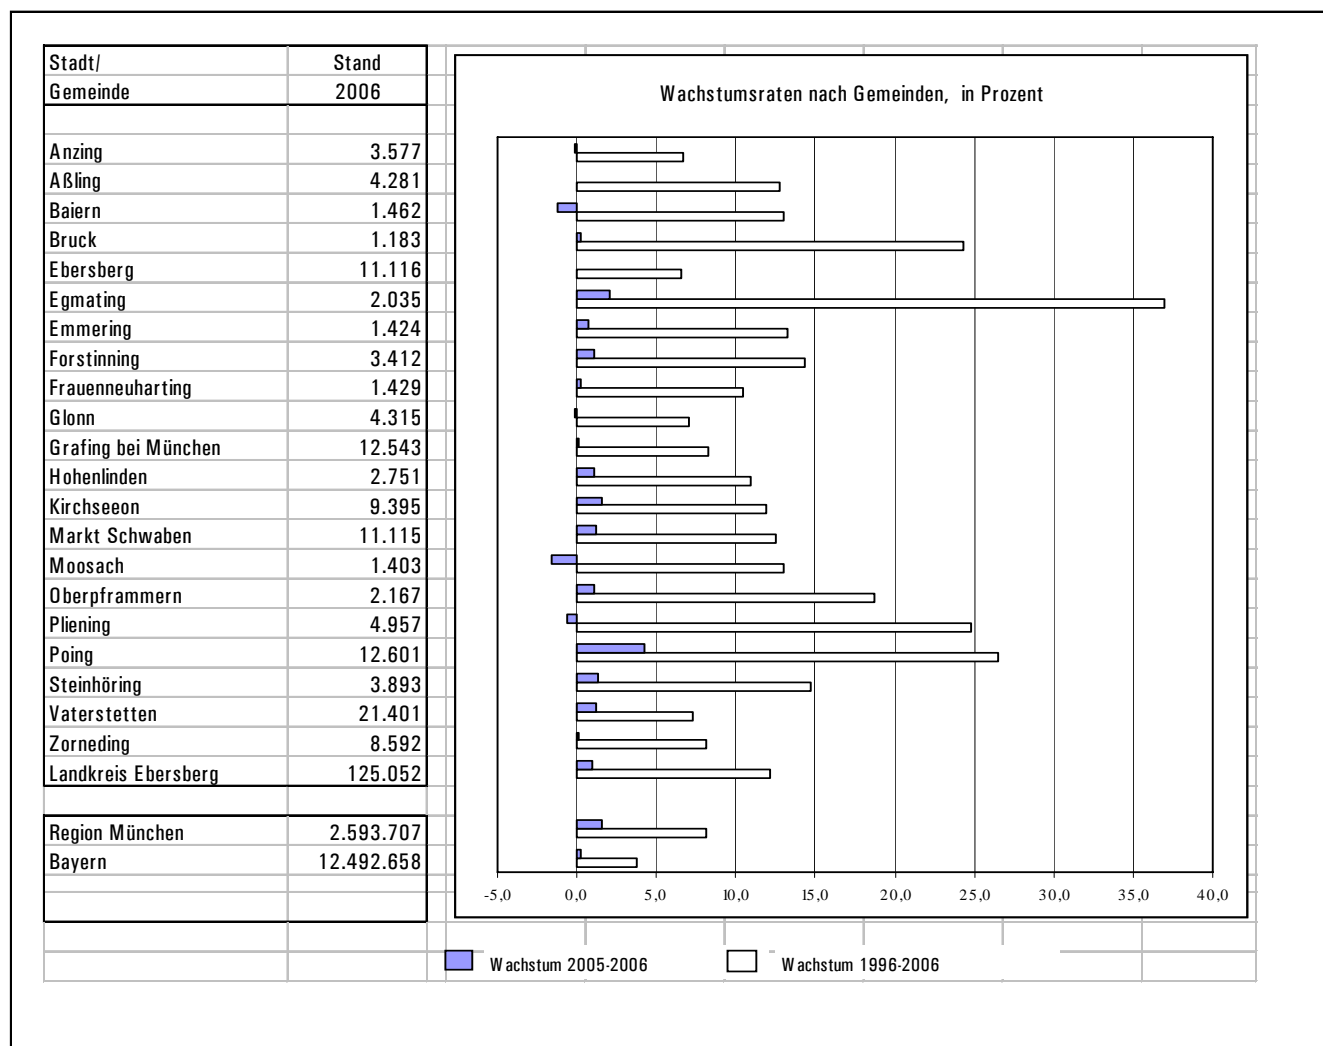 Stadt/ Stand
Gemeinde 2006
Anzing 3.577
Aßling 4.281
Baiern 1.462
Bruck 1.183
Ebersberg 11.116
Egmating 2.035
Emmering 1.424
Forstinning 3.412
Frauenneuharting 1.429
Glonn 4.315
Grafing bei München 12.543
Hohenlinden 2.751
Kirchseeon 9.395
Markt Schwaben 11.115
Moosach 1.403
Oberpframmern 2.167
Pliening 4.957
Poing 12.601
Steinhöring 3.893
Vaterstetten 21.401
Zorneding 8.592
Landkreis Ebersberg 125.052
Region München 2.593.707
Bayern 12.492.658
Wachstumsraten nach Gemeinden, in Prozent
-5,0 0,0 5,0 10,0 15,0 20,0 25,0 30,0 35,0 40,0
Wachstum 2005-2006 Wachstum 1996-2006